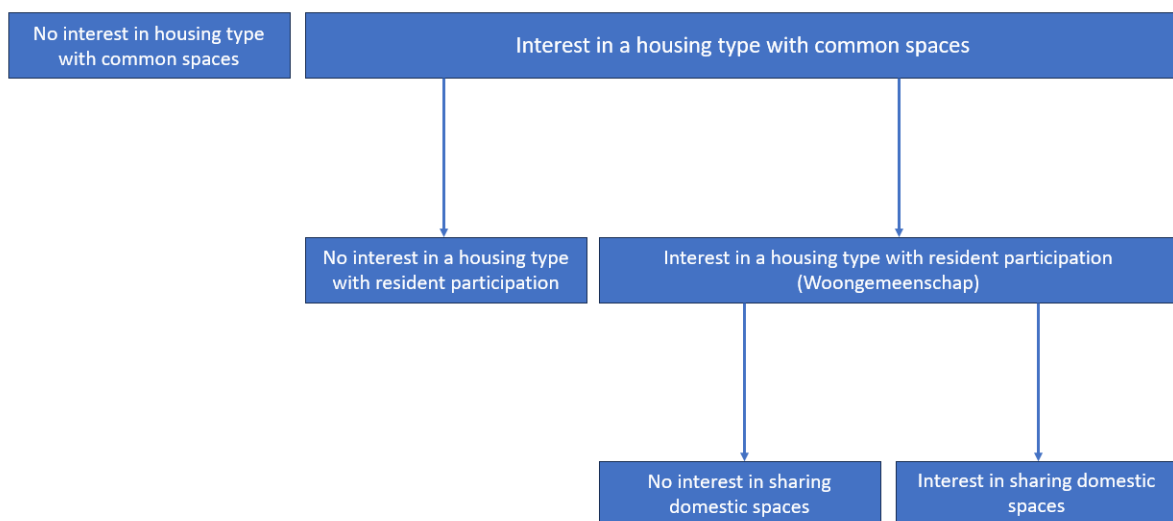 No interest in housing type
with common spaces
Interest in a housing type with common spaces
No interest in a housing type
with resident participation
Interest in a housing type with resident participation
(Woongemeenschap)
No interest in sharing
domestic spaces
Interest in sharing domestic
spaces